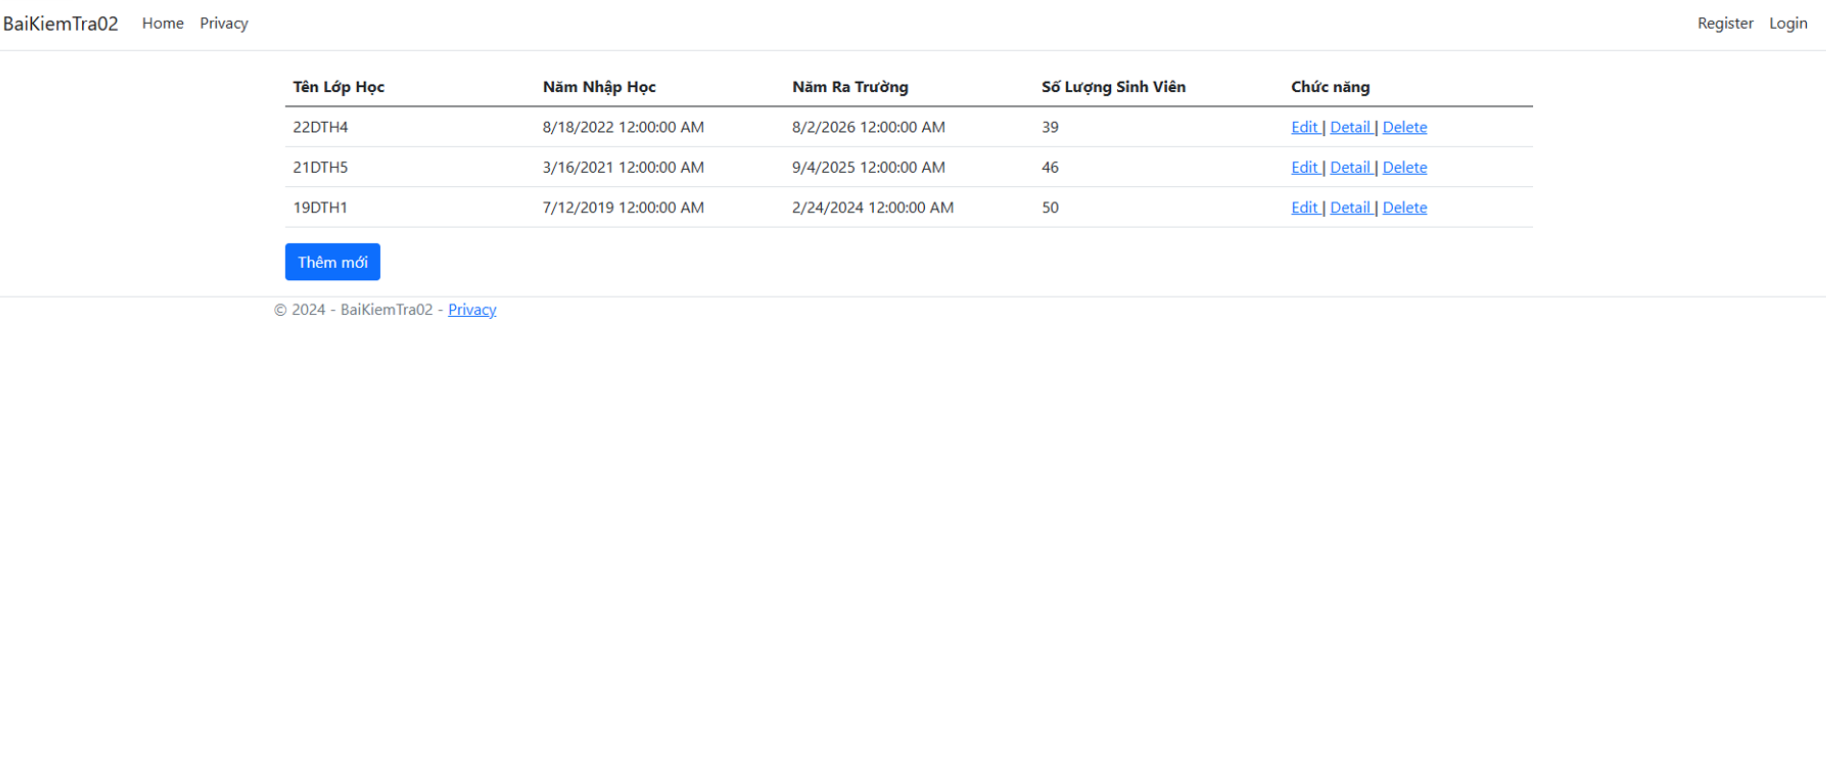 BaiKiemTra02 Home Privacy Register Login
Tên Lớp Học Năm Nhập Học Năm Ra Trường Số Lượng Sinh Viên Chức năng
22DTH4 8/18/2022 12:00:00 AM 8/2/2026 12:00:00 AM 39 Edit | Detail | Delete
21DTH5 3/16/2021 12:00:00 AM 9/4/2025 12:00:00 AM 46 Edit | Detail | Delete
19DTH1 7/12/2019 12:00:00 AM 2/24/2024 12:00:00 AM 50 Edit | Detail | Delete
Thêm mới
© 2024 - BaiKiemTra02 - Privacy